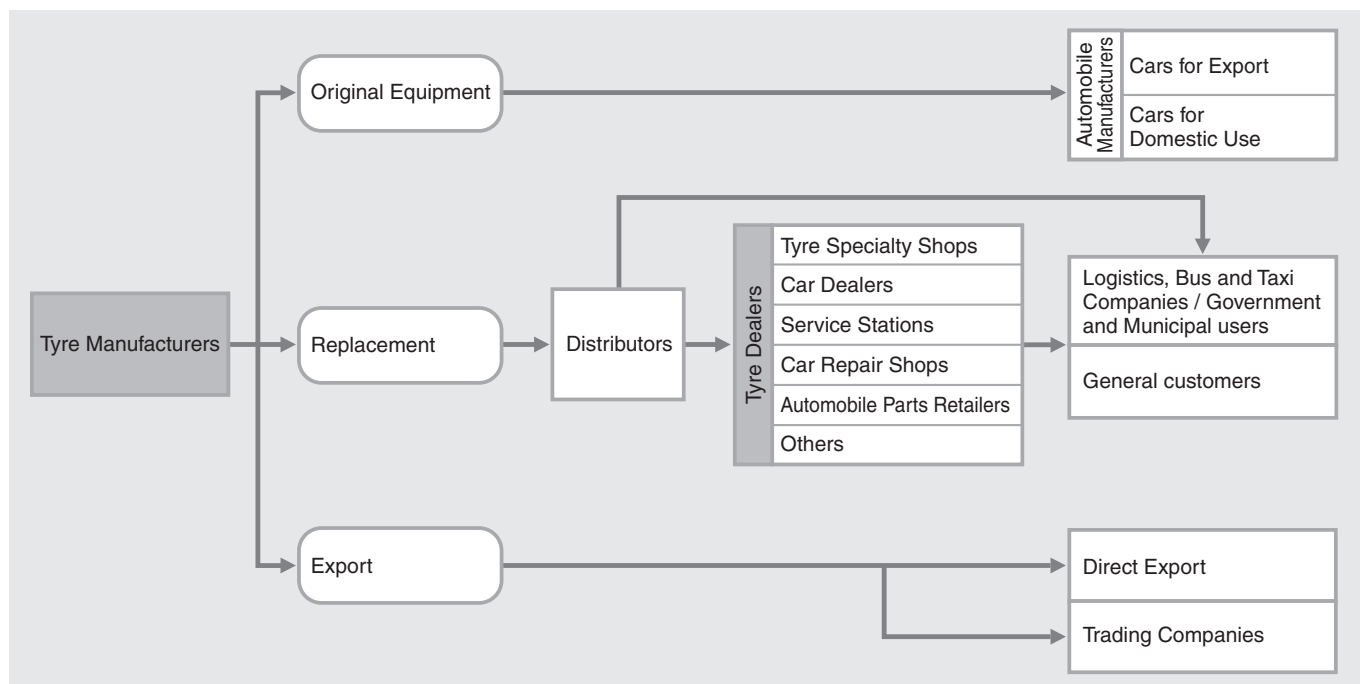 Original Equipment
Automobile
Manufacturers
Cars for Export
Cars for
Domestic Use
Tyre Manufacturers
Replacement
Distributors
Tyre Dealers
Tyre Specialty Shops
Car Dealers
Service Stations
Car Repair Shops
Automobile Parts Retailers
Others
Logistics, Bus and Taxi
Companies / Government
and Municipal users
General customers
Export
Direct Export
Trading Companies